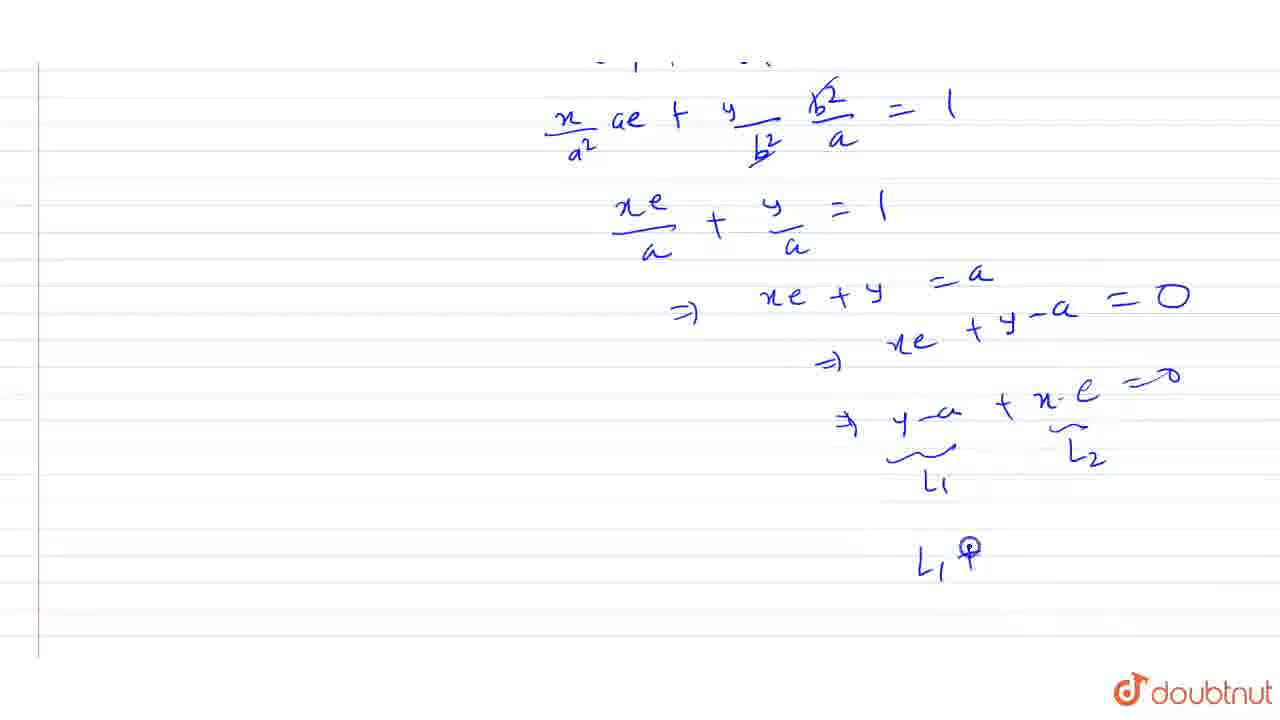 x/a² ae + y/b² b²/a = 1
xe/a + y/a = 1
⇒ xe + y = a
⇒ xe + y - a = 0
⇒ y - a + x·e = 0
L₁ L₂
L₁ +
doubtnut